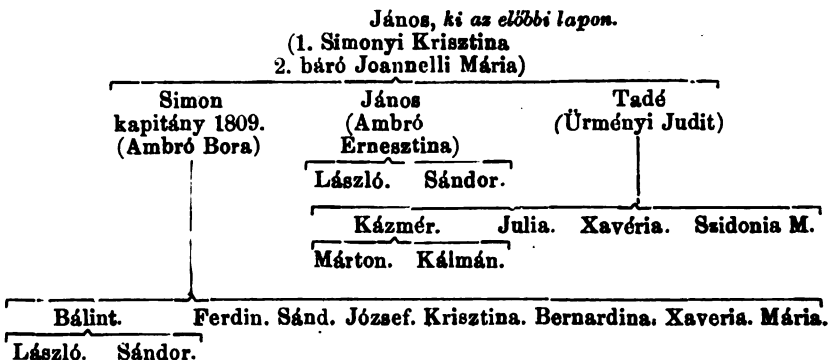 János, ki az előbbi lapon.
(1. Simonyi Krisztina
2. báró Joannelli Mária)
Simon János Tadé
kapitány 1809. (Ambró (Ürményi Judit)
(Ambró Bora) Ernesztina)
László. Sándor.
Kázmér. Julia. Xavéria. Szidonia M.
Márton. Kálmán.
Bálint. Ferdin. Sánd. József. Krisztina. Bernardina. Xaveria. Mária.
László. Sándor.